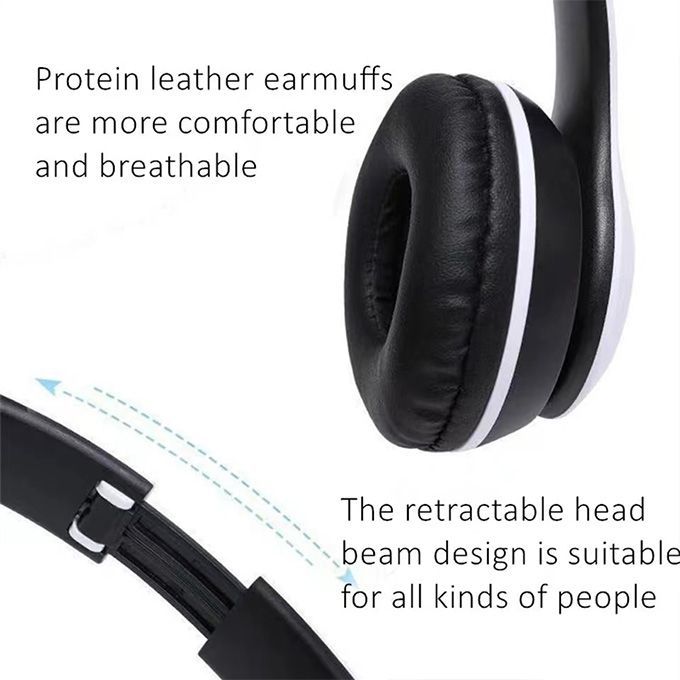 Protein leather earmuffs
are more comfortable
and breathable
The retractable head
beam design is suitable
for all kinds of people